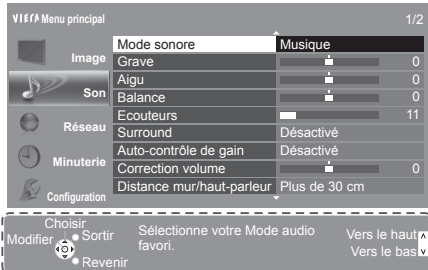 VIERA Menu principal 1/2
Image
Son
Réseau
Minuterie
Configuration
Mode sonore Musique
Grave 0
Aigu 0
Balance 0
Ecouteurs 11
Surround Désactivé
Auto-contrôle de gain Désactivé
Correction volume 0
Distance mur/haut-parleur Plus de 30 cm
Choisir
Modifier
Sortir
Revenir
Sélectionne votre Mode audio
favori.
Vers le haut
Vers le bas